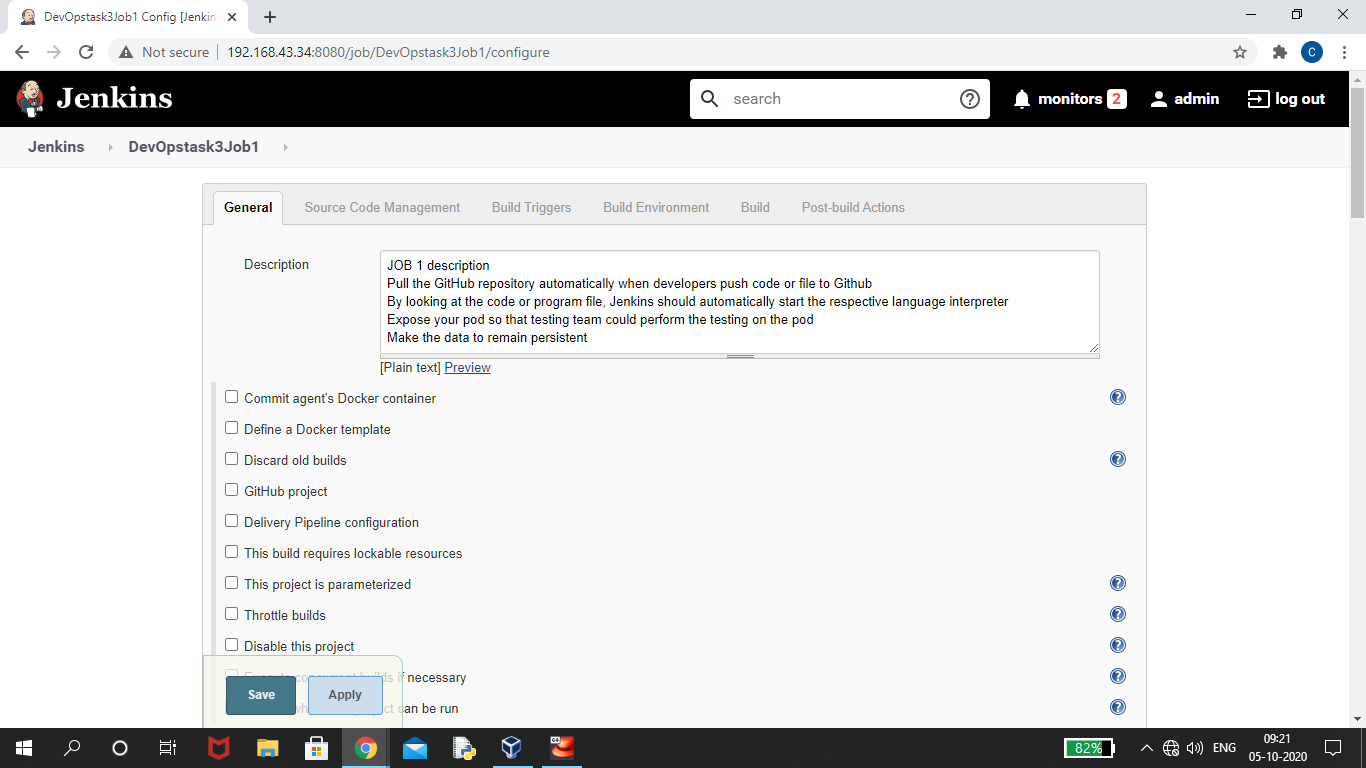 DevOpstask3Job1 Config [Jenkin
Not secure
192.168.43.34:8080/job/DevOpstask3Job1/configure
C
Jenkins
search
monitors 2
admin
log out
Jenkins
DevOpstask3Job1
General
Source Code Management
Build Triggers
Build Environment
Build
Post-build Actions
Description
JOB 1 description
Pull the GitHub repository automatically when developers push code or file to Github
By looking at the code or program file, Jenkins should automatically start the respective language interpreter
Expose your pod so that testing team could perform the testing on the pod
Make the data to remain persistent
[Plain text] Preview
Commit agent's Docker container
Define a Docker template
Discard old builds
GitHub project
Delivery Pipeline configuration
This build requires lockable resources
This project is parameterized
Throttle builds
Disable this project
Execute concurrent builds if necessary
can be run
Save
Apply
82%
ENG
09:21
05-10-2020